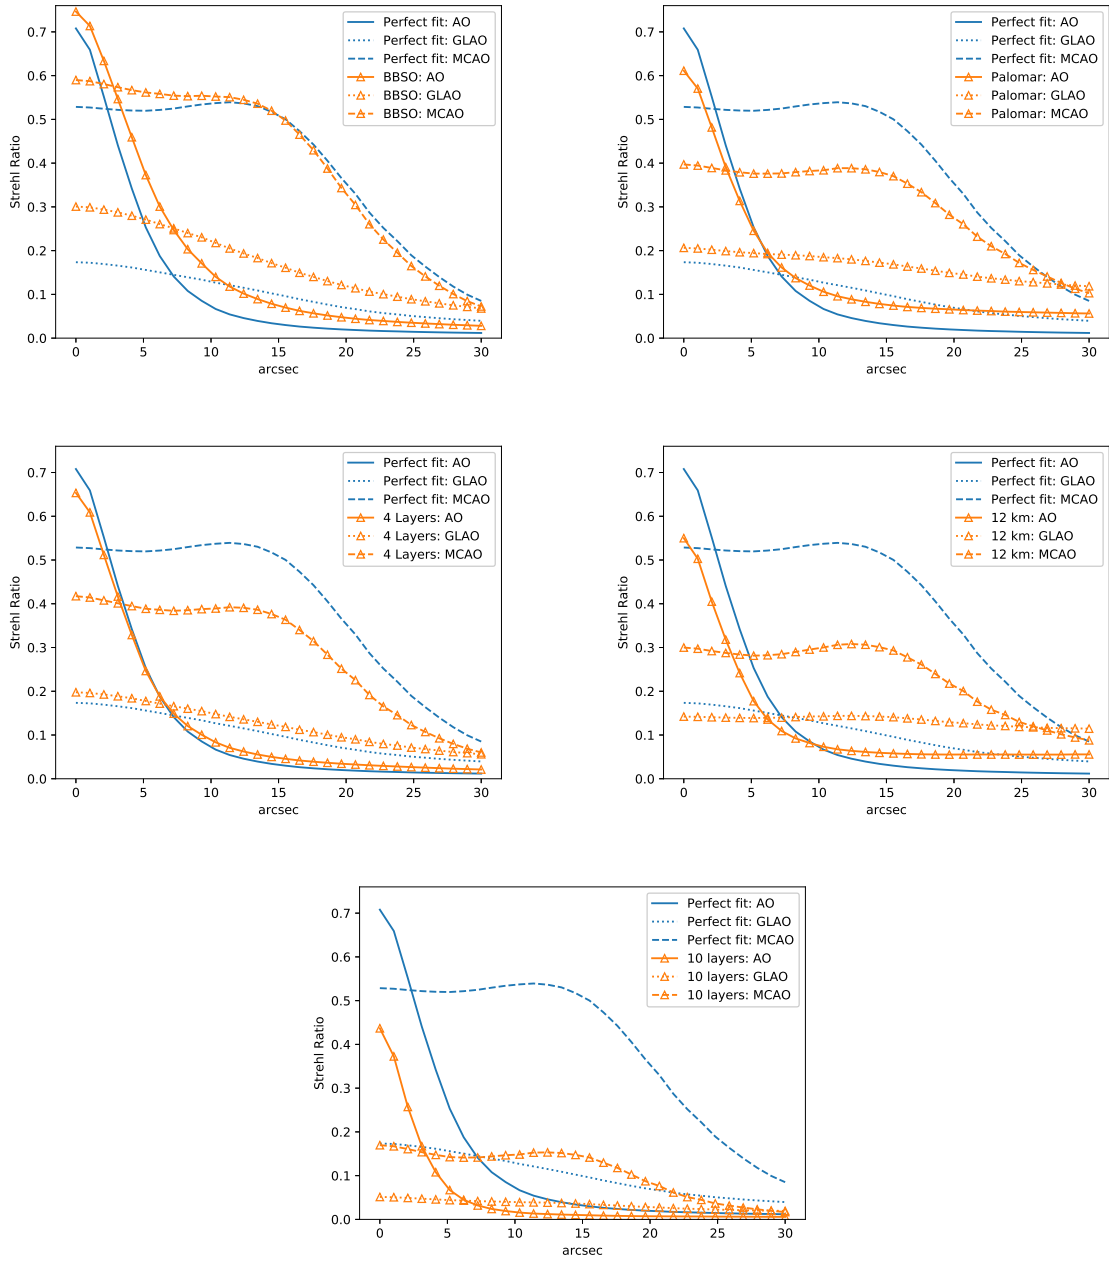 Strehl Ratio
0.7
0.6
0.5
0.4
0.3
0.2
0.1
0.0
Perfect fit: AO
Perfect fit: GLAO
Perfect fit: MCAO
BBSO: AO
BBSO: GLAO
BBSO: MCAO
0 5 10 15 20 25 30
arcsec
Strehl Ratio
0.7
0.6
0.5
0.4
0.3
0.2
0.1
0.0
Perfect fit: AO
Perfect fit: GLAO
Perfect fit: MCAO
Palomar: AO
Palomar: GLAO
Palomar: MCAO
0 5 10 15 20 25 30
arcsec
Strehl Ratio
0.7
0.6
0.5
0.4
0.3
0.2
0.1
0.0
Perfect fit: AO
Perfect fit: GLAO
Perfect fit: MCAO
4 Layers: AO
4 Layers: GLAO
4 Layers: MCAO
0 5 10 15 20 25 30
arcsec
Strehl Ratio
0.7
0.6
0.5
0.4
0.3
0.2
0.1
0.0
Perfect fit: AO
Perfect fit: GLAO
Perfect fit: MCAO
12 km: AO
12 km: GLAO
12 km: MCAO
0 5 10 15 20 25 30
arcsec
Strehl Ratio
0.7
0.6
0.5
0.4
0.3
0.2
0.1
0.0
Perfect fit: AO
Perfect fit: GLAO
Perfect fit: MCAO
10 layers: AO
10 layers: GLAO
10 layers: MCAO
0 5 10 15 20 25 30
arcsec